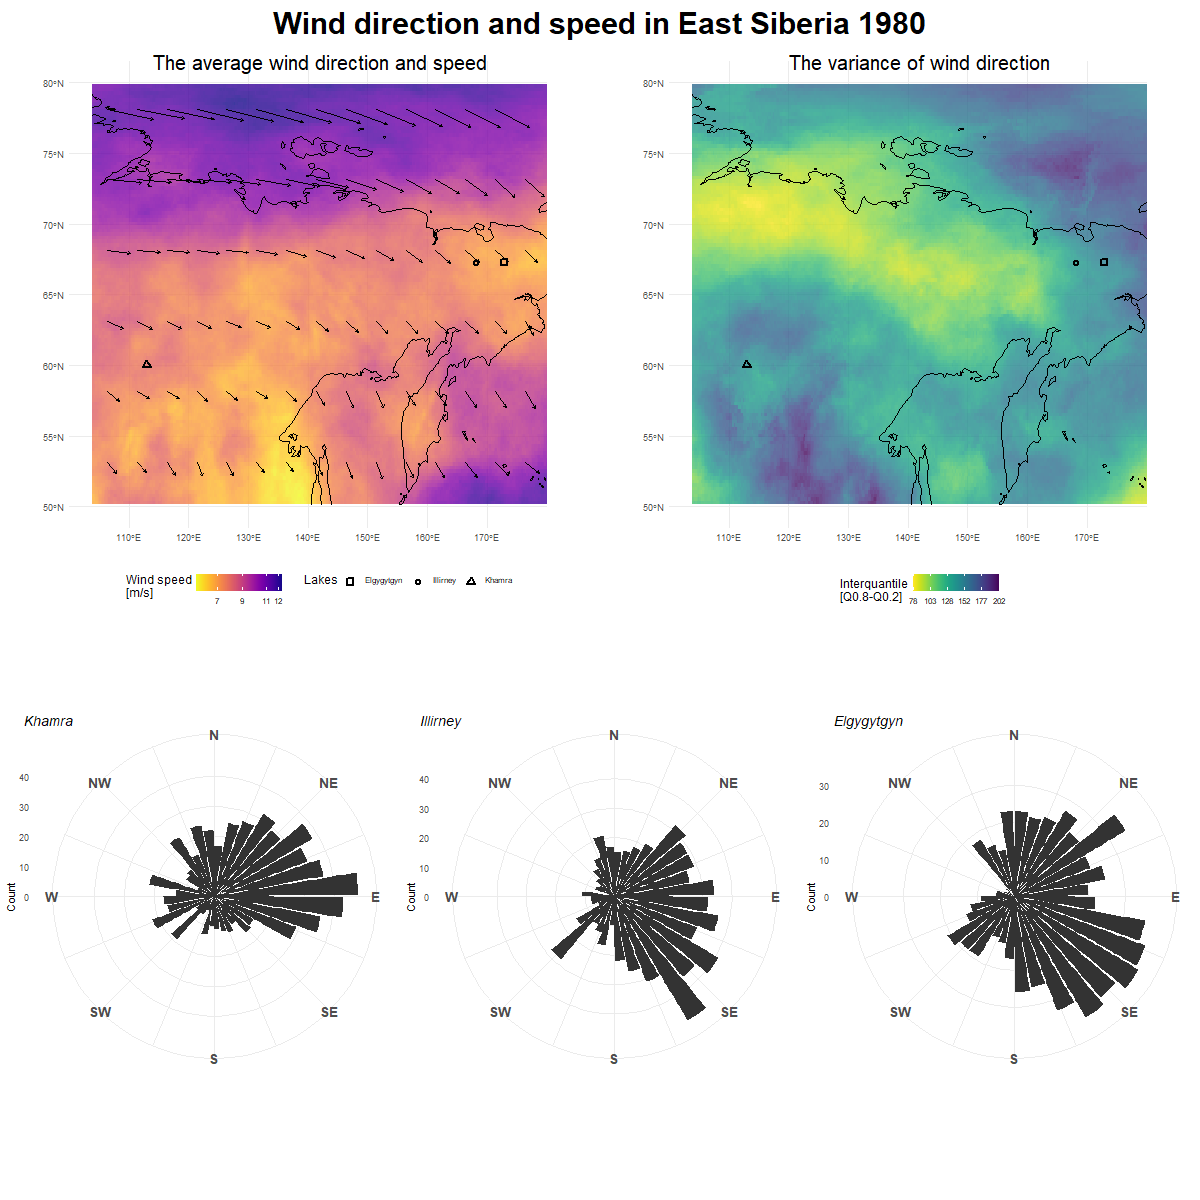 Wind direction and speed in East Siberia 1980
The average wind direction and speed
The variance of wind direction
80°N
75°N
70°N
65°N
60°N
55°N
50°N
110°E 120°E 130°E 140°E 150°E 160°E 170°E
80°N
75°N
70°N
65°N
60°N
55°N
50°N
110°E 120°E 130°E 140°E 150°E 160°E 170°E
Wind speed
[m/s]
7 9 11 12
Lakes Elgygytgyn Illirney Khamra
Interquantile
[Q0.8-Q0.2]
78 103 128 152 177 202
Khamra
N
NW NE
40
30
20
10
0
Count
W E
SW SE
S
Illirney
N
NW NE
40
30
20
10
0
Count
W E
SW SE
S
Elgygytgyn
N
NW NE
30
20
10
0
Count
W E
SW SE
S